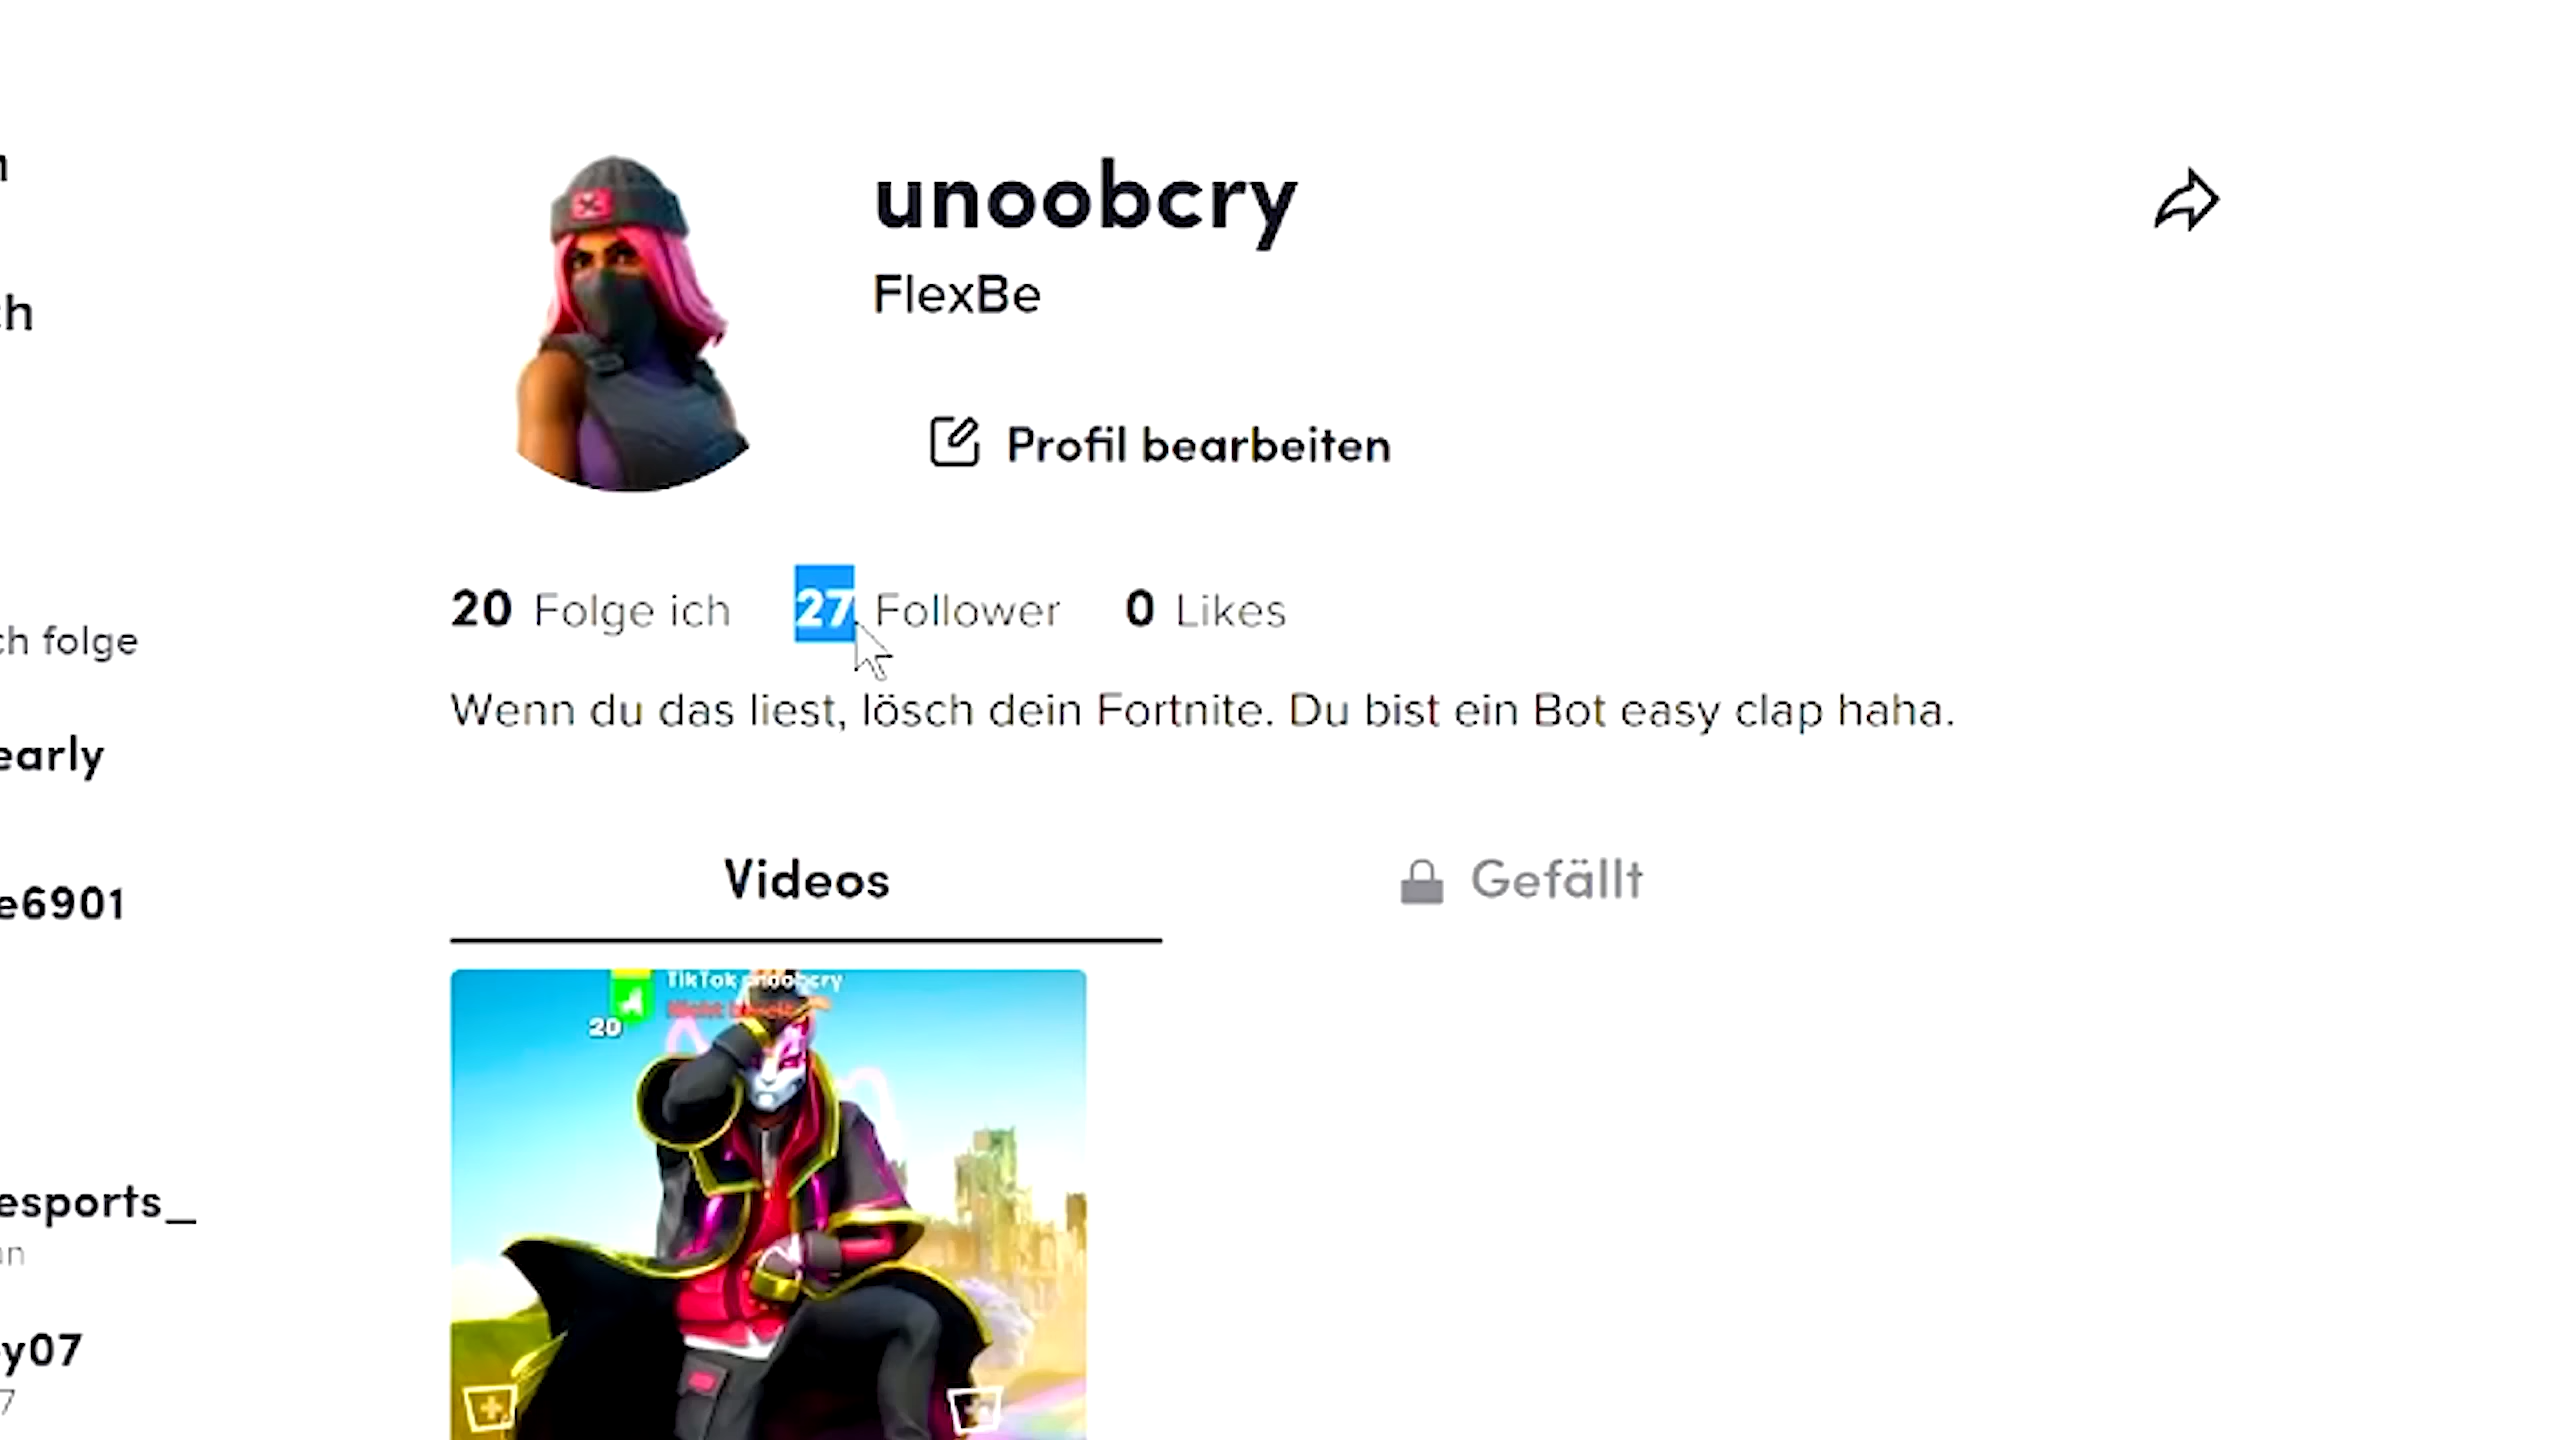 unoobcry
FlexBe
Profil bearbeiten
20 Folge ich 27 Follower 0 Likes
Wenn du das liest, lösch dein Fortnite. Du bist ein Bot easy clap haha.
Videos Gefällt
ch folge
early
e6901
esports_
y07
7
TikTok
20